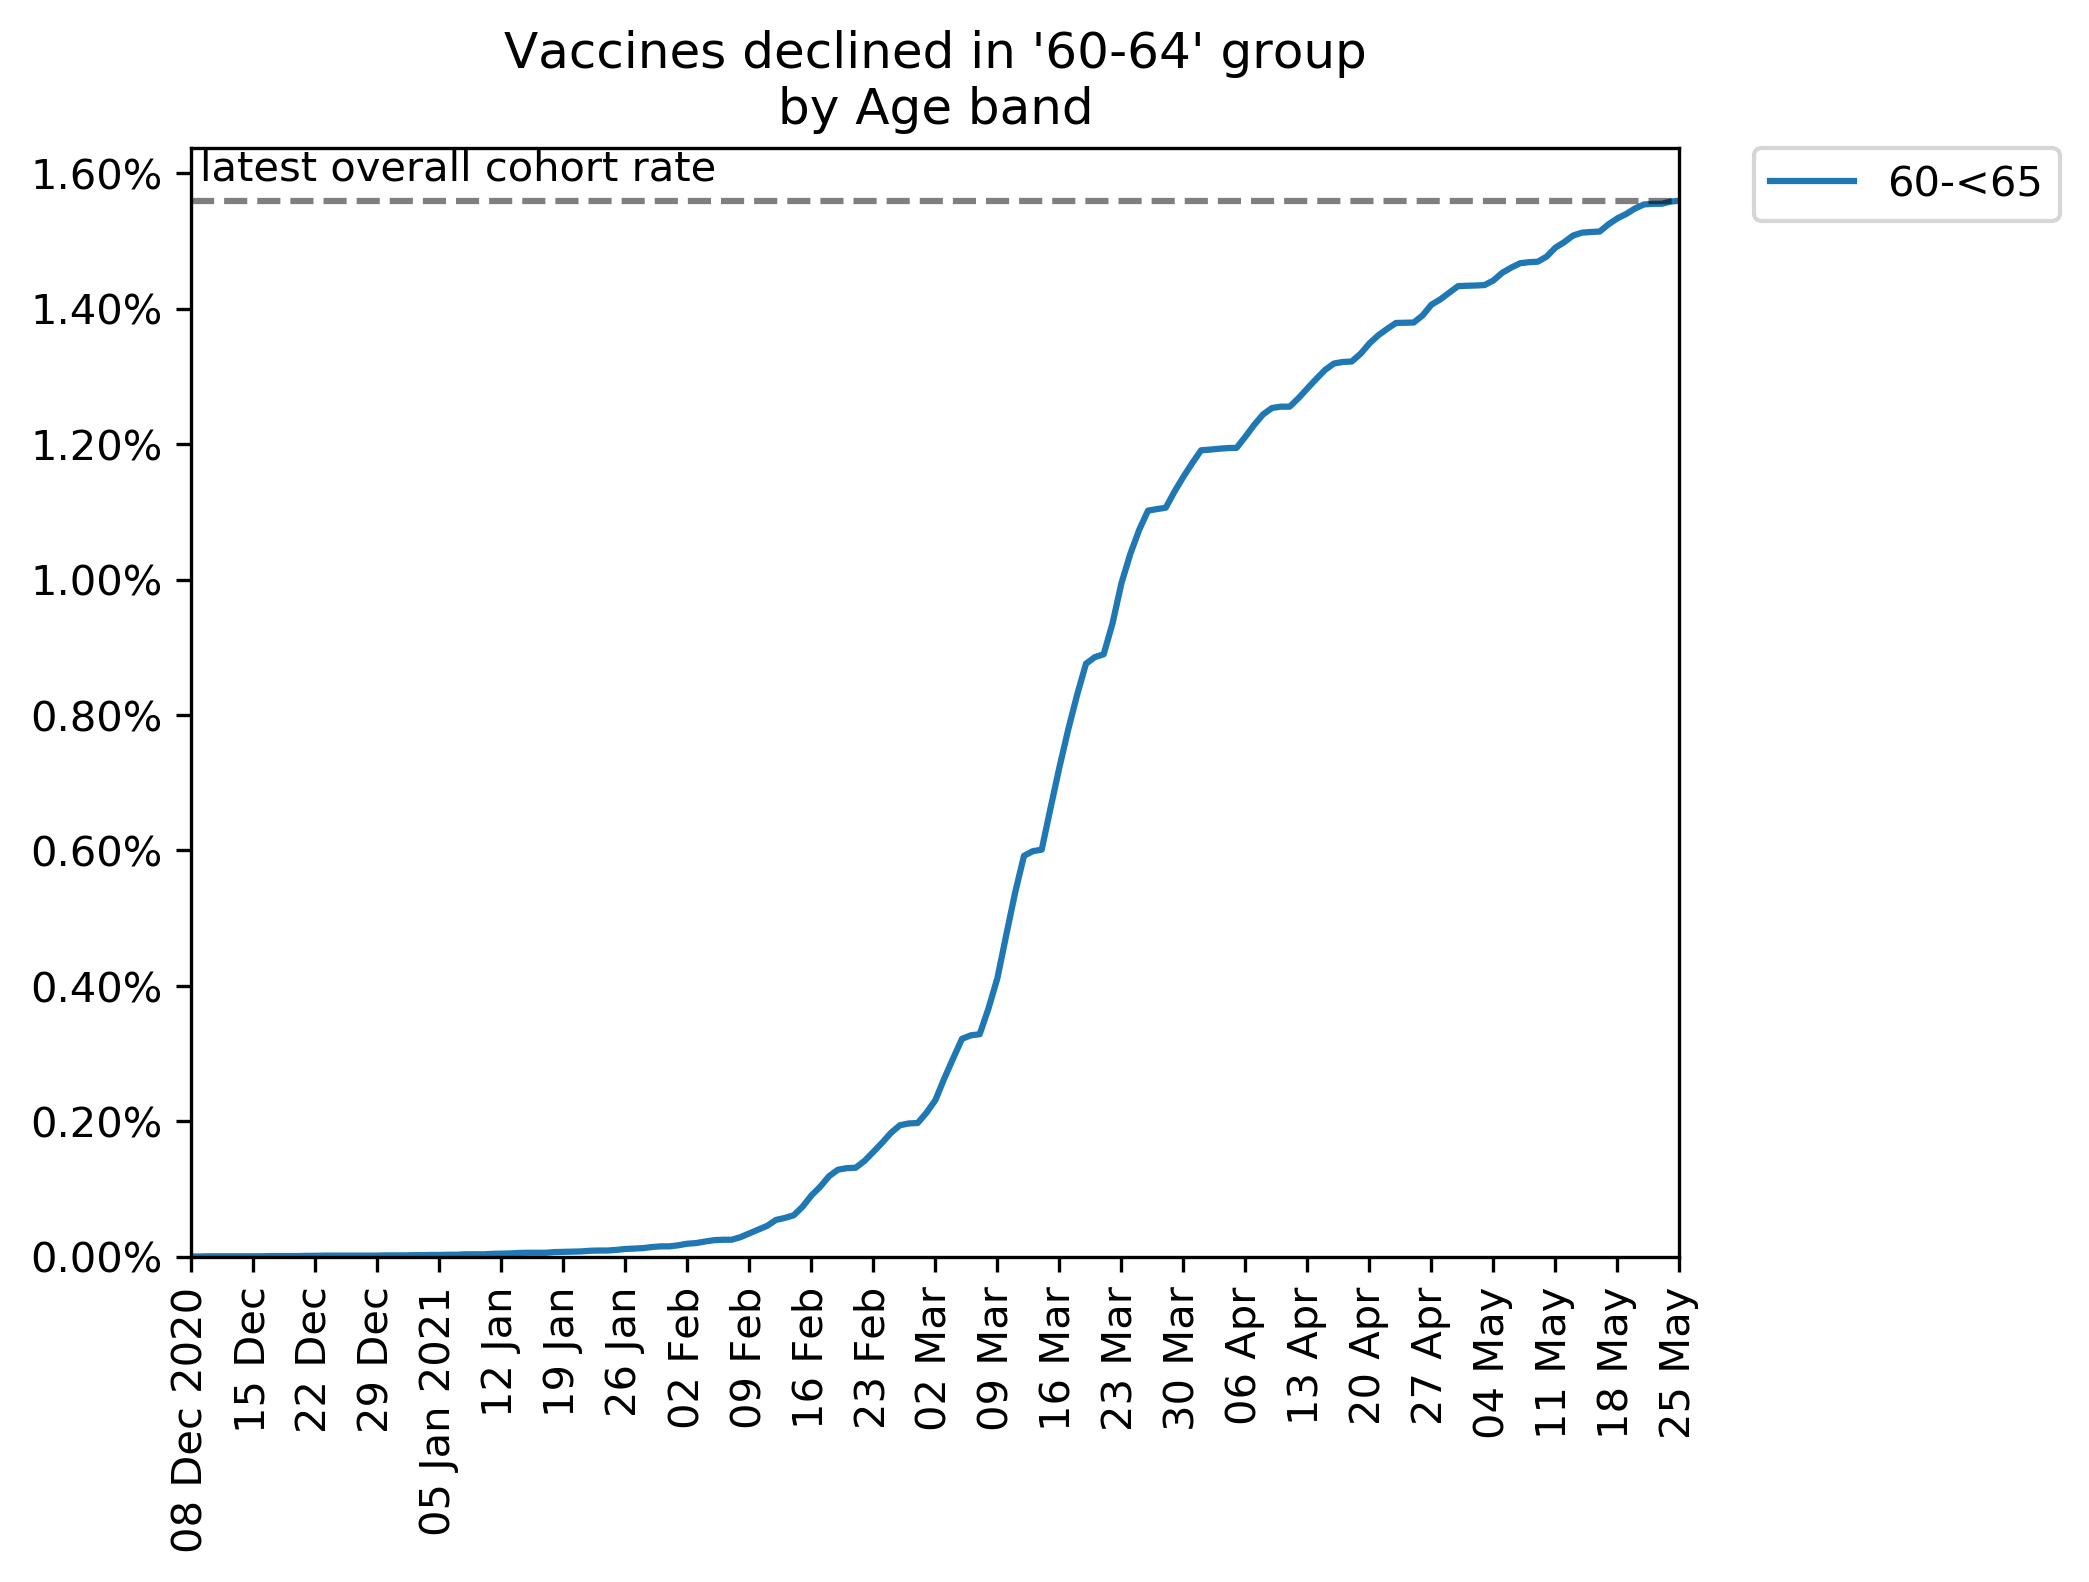 Vaccines declined in '60-64' group
by Age band
latest overall cohort rate
60-<65
1.60%
1.40%
1.20%
1.00%
0.80%
0.60%
0.40%
0.20%
0.00%
08 Dec 2020
15 Dec
22 Dec
29 Dec
05 Jan 2021
12 Jan
19 Jan
26 Jan
02 Feb
09 Feb
16 Feb
23 Feb
02 Mar
09 Mar
16 Mar
23 Mar
30 Mar
06 Apr
13 Apr
20 Apr
27 Apr
04 May
11 May
18 May
25 May